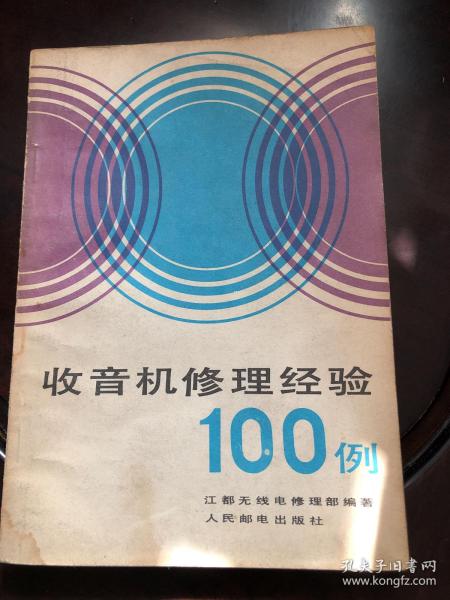 收音机修理经验
100例
江都无线电修理部编著
人民邮电出版社
孔夫子旧书网
www.kongfz.com